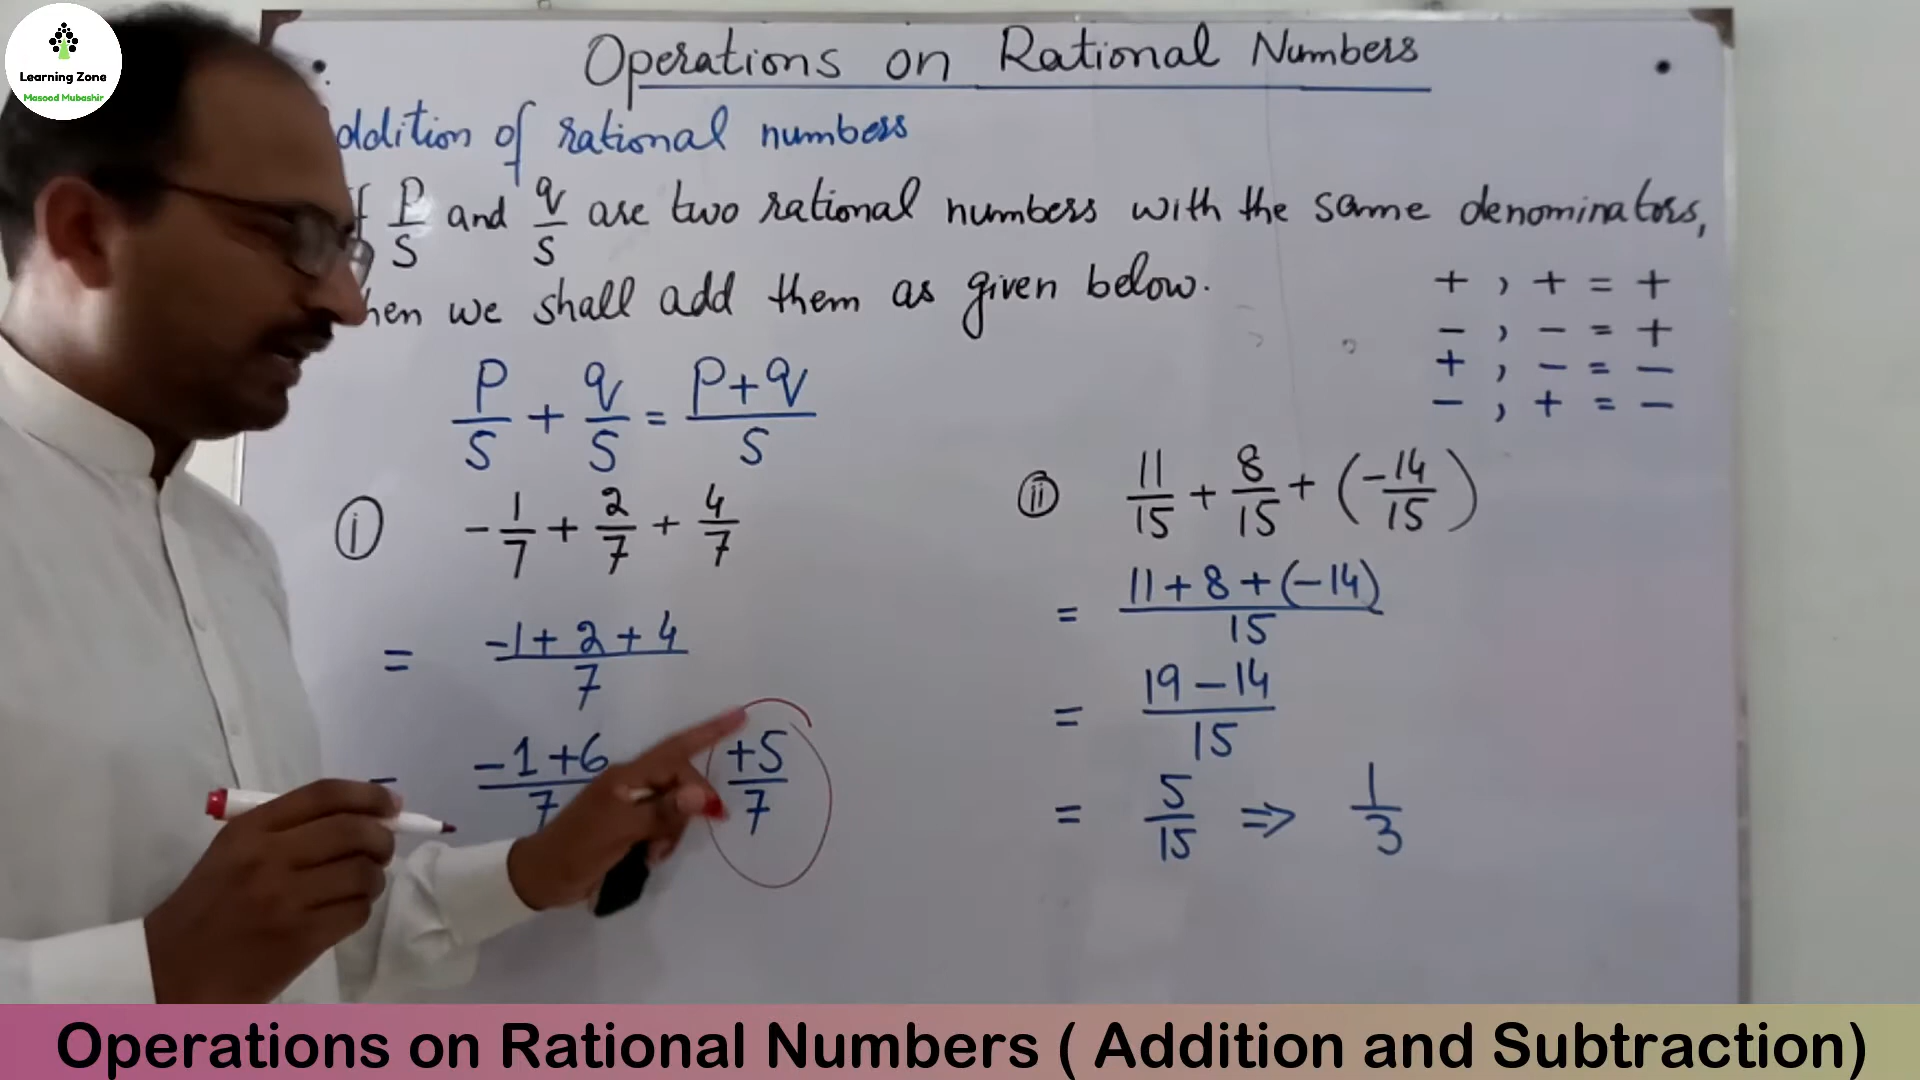 Learning Zone
Masood Mubashir
Operations on Rational Numbers
ddition of rational numbers
f P/S and q/S are two rational numbers with the same denominators,
hen we shall add them as given below.
+ , + = +
- , - = +
+ , - = -
- , + = -
P/S + q/S = P+q/S
i -1/7 + 2/7 + 4/7
= -1+2+4/7
= -1+6/7 +5/7
ii 11/15 + 8/15 + (-14/15)
= 11+8+(-14)/15
= 19-14/15
= 5/15 ⇒ 1/3
Operations on Rational Numbers ( Addition and Subtraction)